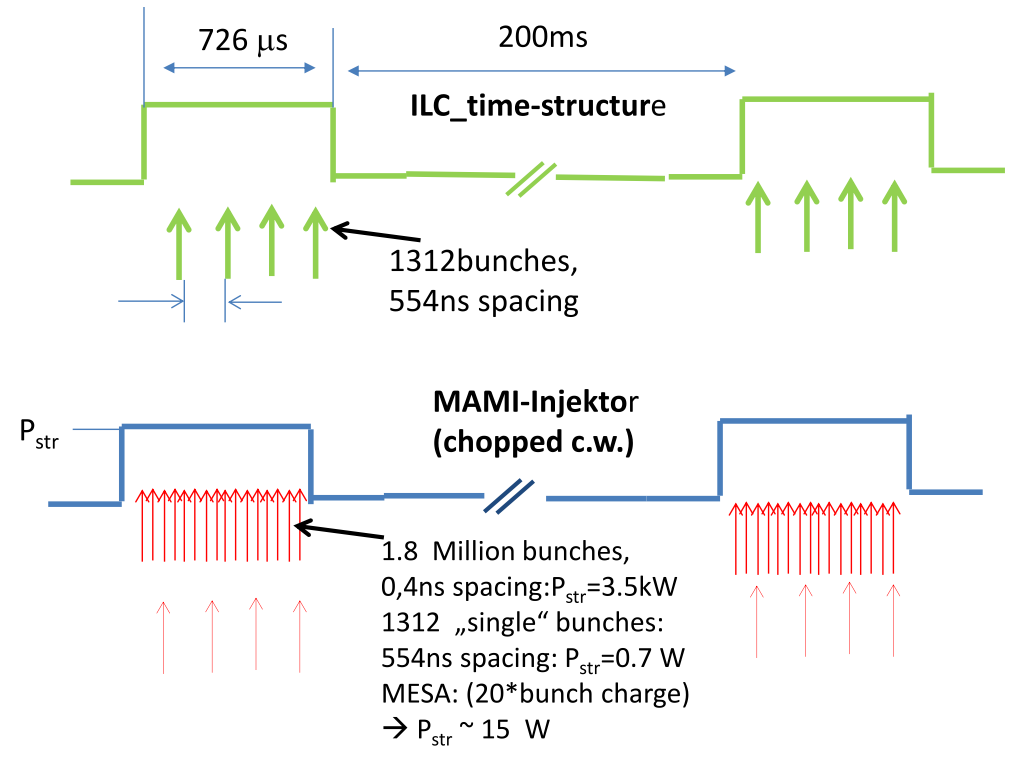 726 μs
200ms
ILC_time-structure
1312bunches,
554ns spacing
MAMI-Injektor
(chopped c.w.)
Pstr
1.8  Million bunches,
0,4ns spacing:Pstr=3.5kW
1312  „single“ bunches:
554ns spacing: Pstr=0.7 W
MESA: (20*bunch charge)
→ Pstr ~ 15  W